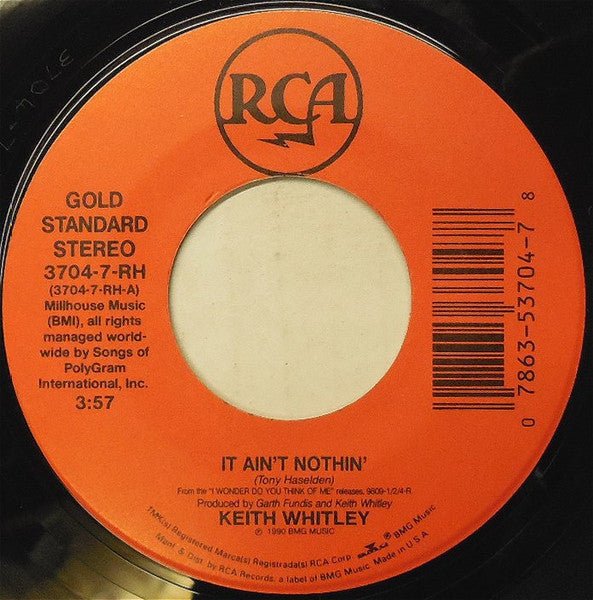 RCA
GOLD
STANDARD
STEREO
3704-7-RH
(3704-7-RH-A)
Millhouse Music
(BMI), all rights
managed world-
wide by Songs of
PolyGram
International, Inc.
3:57
0 7863-53704-7 8
IT AIN'T NOTHIN'
(Tony Haselden)
From the "I WONDER DO YOU THINK OF ME" releases, 9809-1/2/4-R
Produced by Garth Fundis and Keith Whitley
KEITH WHITLEY
℗ 1990 BMG MUSIC
TMK(s) Registered Marca(s) Registrada(s) RCA Corp. BMG Music
Mfr. & Dist. by RCA Records, a label of BMG Music Made in U.S.A.
3704-7